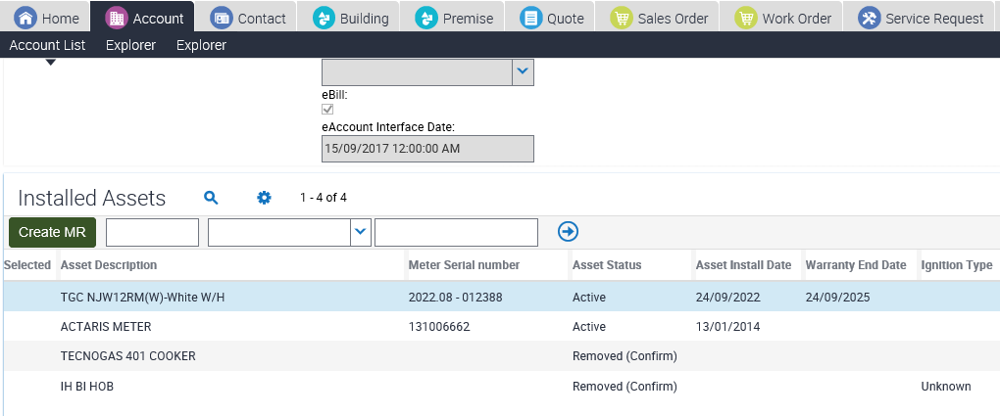 Home Account Contact Building Premise Quote Sales Order Work Order Service Request
Account List Explorer Explorer
eBill:
eAccount Interface Date:
15/09/2017 12:00:00 AM
Installed Assets 1 - 4 of 4
Create MR
Selected Asset Description Meter Serial number Asset Status Asset Install Date Warranty End Date Ignition Type
TGC NJW12RM(W)-White W/H 2022.08 - 012388 Active 24/09/2022 24/09/2025
ACTARIS METER 131006662 Active 13/01/2014
TECNOGAS 401 COOKER Removed (Confirm)
IH BI HOB Removed (Confirm) Unknown